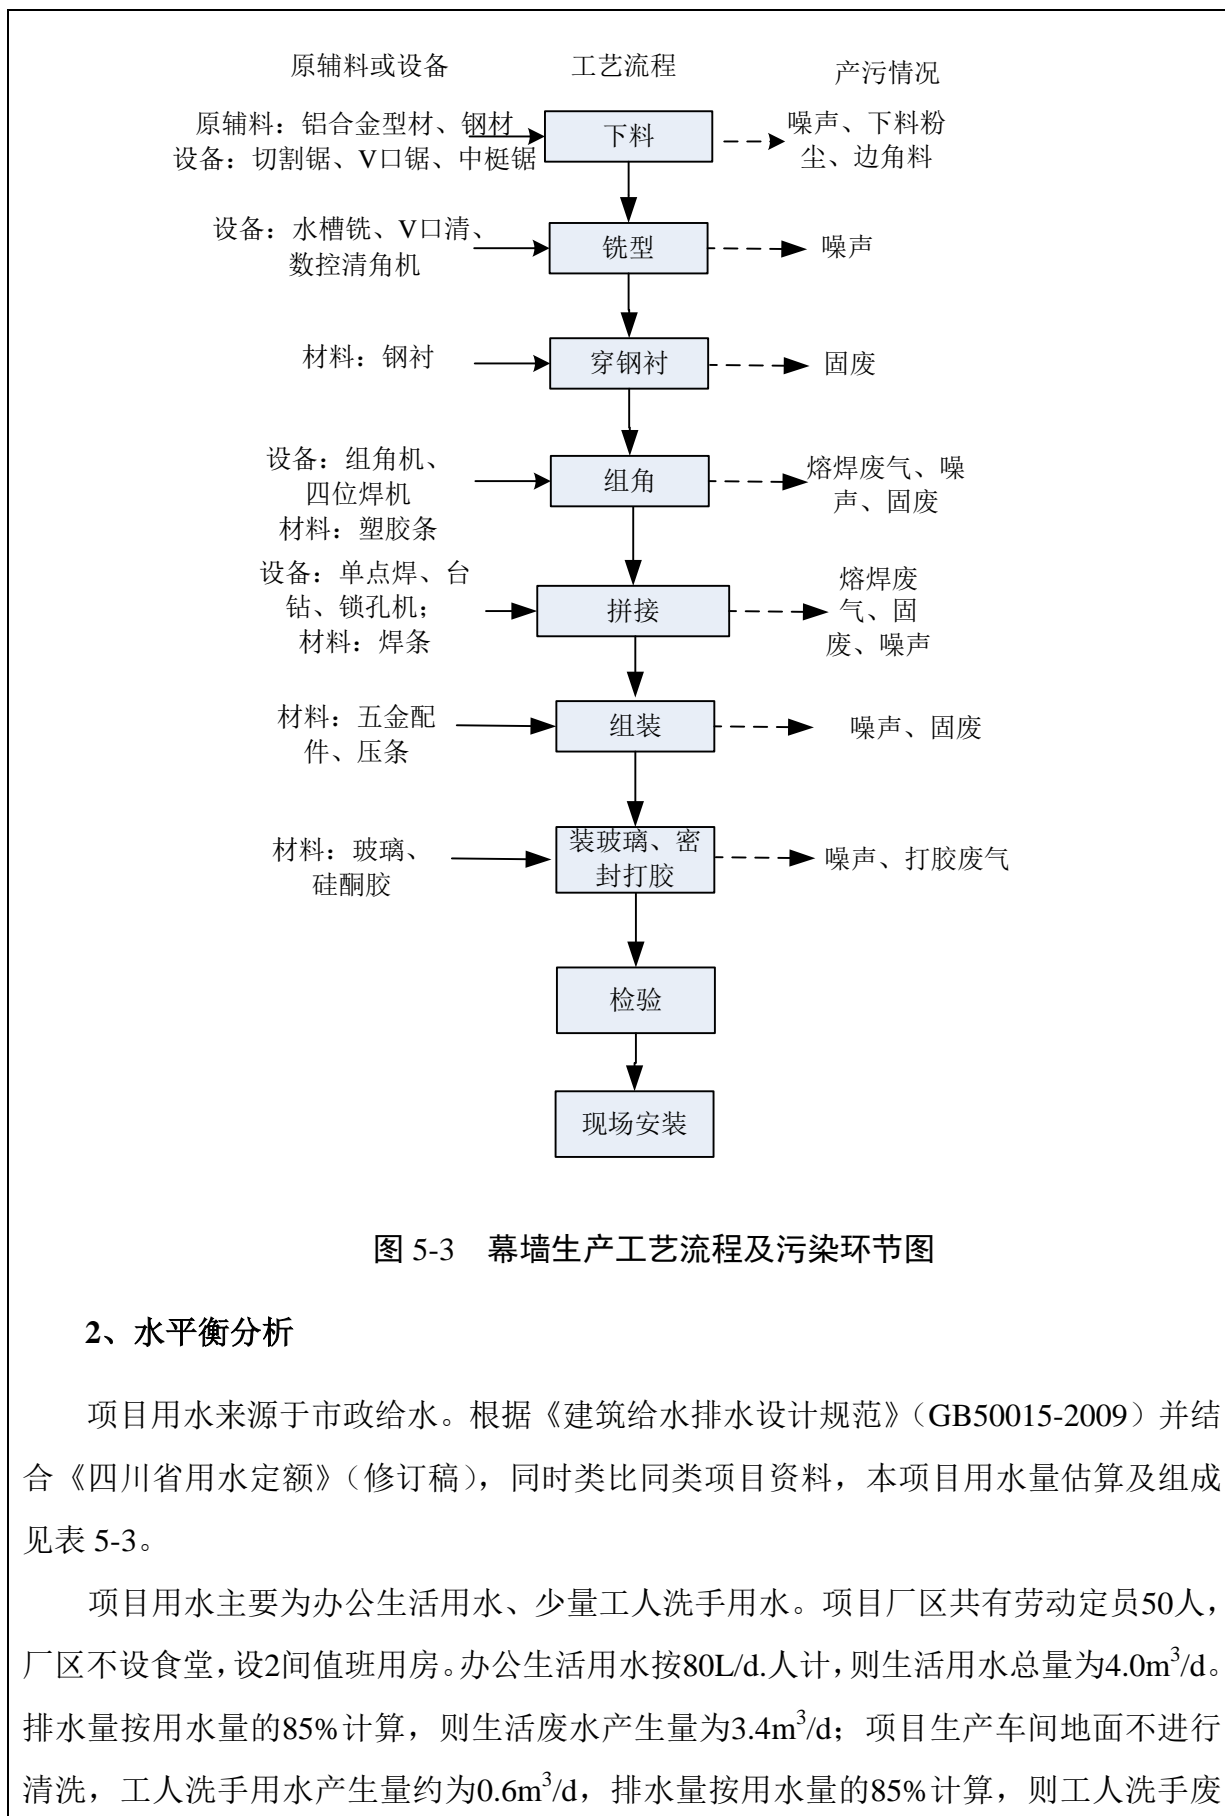 原辅料或设备 工艺流程 产污情况
原辅料：铝合金型材、钢材
设备：切割锯、V口锯、中梃锯
下料
噪声、下料粉
尘、边角料
设备：水槽铣、V口清、
数控清角机
铣型
噪声
材料：钢衬
穿钢衬
固废
设备：组角机、
四位焊机
材料：塑胶条
组角
熔焊废气、噪
声、固废
设备：单点焊、台
钻、锁孔机；
材料：焊条
拼接
熔焊废
气、固
废、噪声
材料：五金配
件、压条
组装
噪声、固废
材料：玻璃、
硅酮胶
装玻璃、密
封打胶
噪声、打胶废气
检验
现场安装
图 5-3 幕墙生产工艺流程及污染环节图
2、水平衡分析
项目用水来源于市政给水。根据《建筑给水排水设计规范》（GB50015-2009）并结
合《四川省用水定额》（修订稿），同时类比同类项目资料，本项目用水量估算及组成
见表 5-3。
项目用水主要为办公生活用水、少量工人洗手用水。项目厂区共有劳动定员50人，
厂区不设食堂，设2间值班用房。办公生活用水按80L/d.人计，则生活用水总量为4.0m³/d。
排水量按用水量的85%计算，则生活废水产生量为3.4m³/d；项目生产车间地面不进行
清洗，工人洗手用水产生量约为0.6m³/d，排水量按用水量的85%计算，则工人洗手废